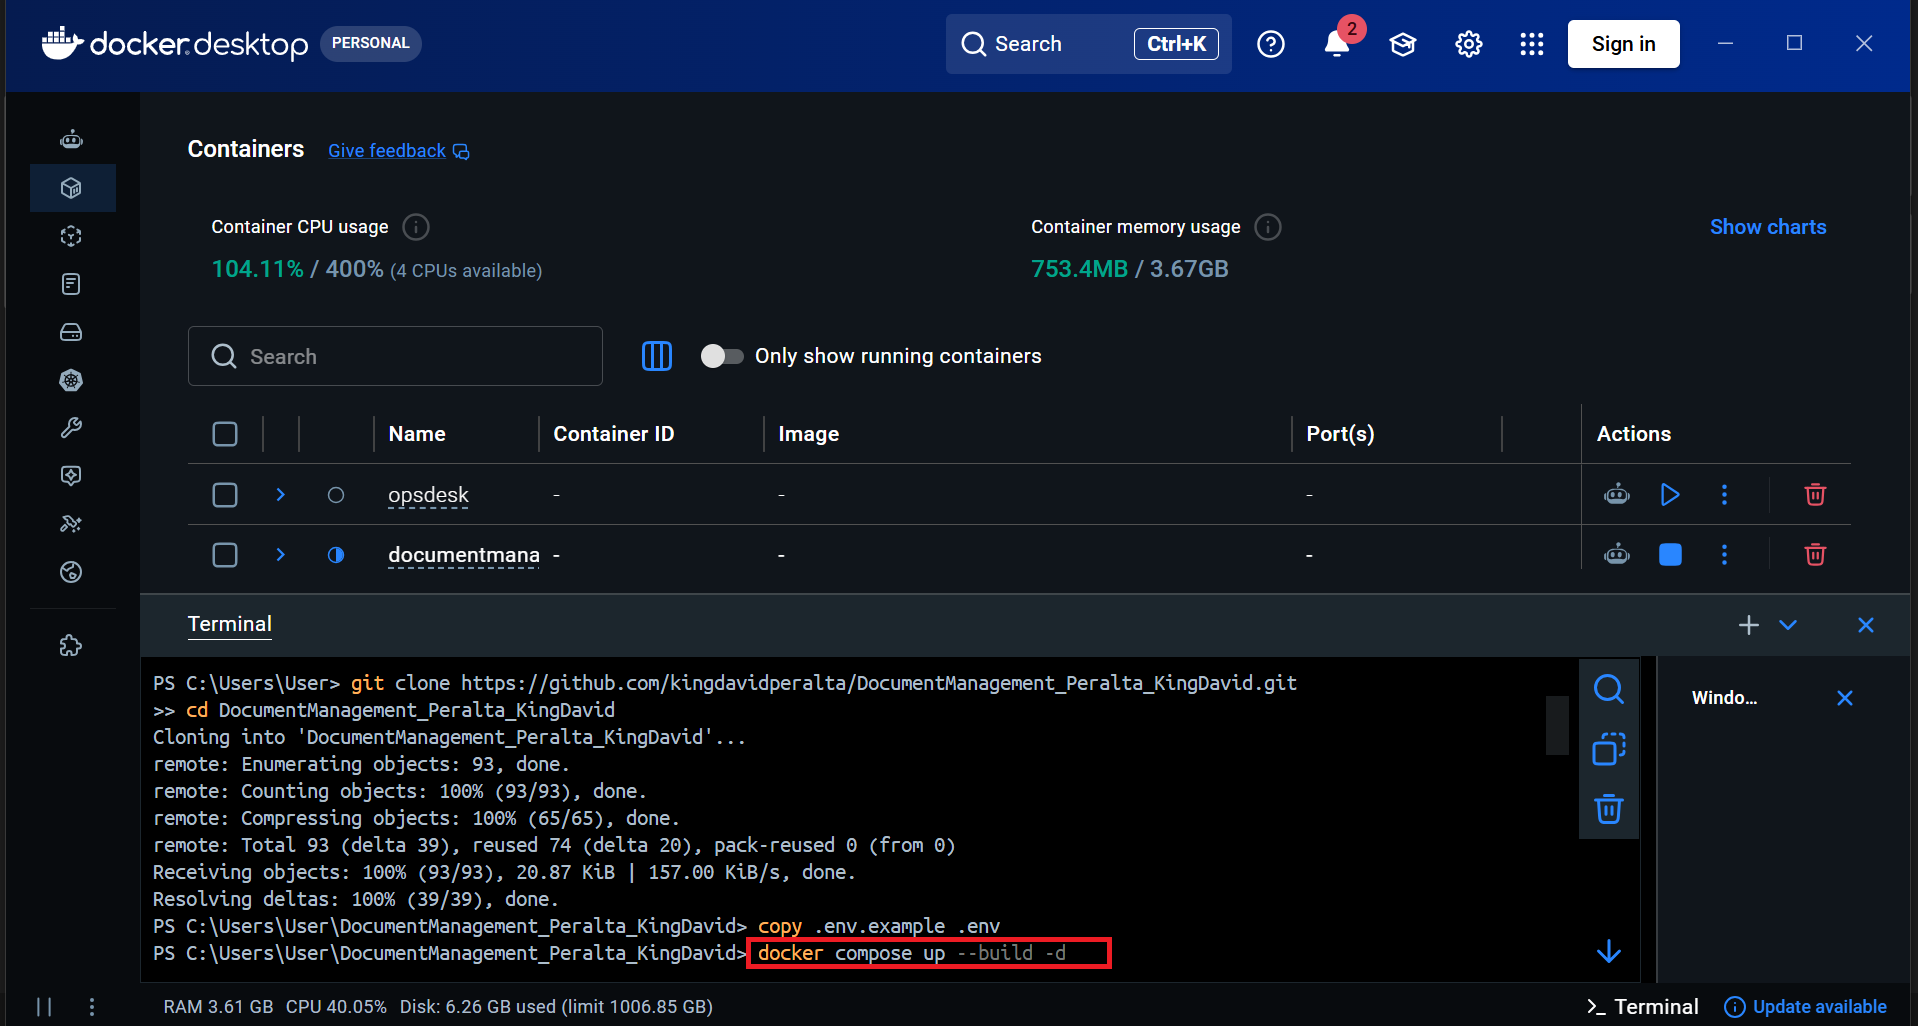 docker.desktop PERSONAL
Search Ctrl+K
2
Sign in
Containers Give feedback
Container CPU usage
104.11% / 400% (4 CPUs available)
Container memory usage
753.4MB / 3.67GB
Show charts
Search
Only show running containers
Name Container ID Image Port(s) Actions
opsdesk - - -
documentmana - - -
Terminal
PS C:\Users\User> git clone https://github.com/kingdavidperalta/DocumentManagement_Peralta_KingDavid.git
>> cd DocumentManagement_Peralta_KingDavid
Cloning into 'DocumentManagement_Peralta_KingDavid'...
remote: Enumerating objects: 93, done.
remote: Counting objects: 100% (93/93), done.
remote: Compressing objects: 100% (65/65), done.
remote: Total 93 (delta 39), reused 74 (delta 20), pack-reused 0 (from 0)
Receiving objects: 100% (93/93), 20.87 KiB | 157.00 KiB/s, done.
Resolving deltas: 100% (39/39), done.
PS C:\Users\User\DocumentManagement_Peralta_KingDavid> copy .env.example .env
PS C:\Users\User\DocumentManagement_Peralta_KingDavid> docker compose up --build -d
Windo...
RAM 3.61 GB CPU 40.05% Disk: 6.26 GB used (limit 1006.85 GB)
>_ Terminal
Update available